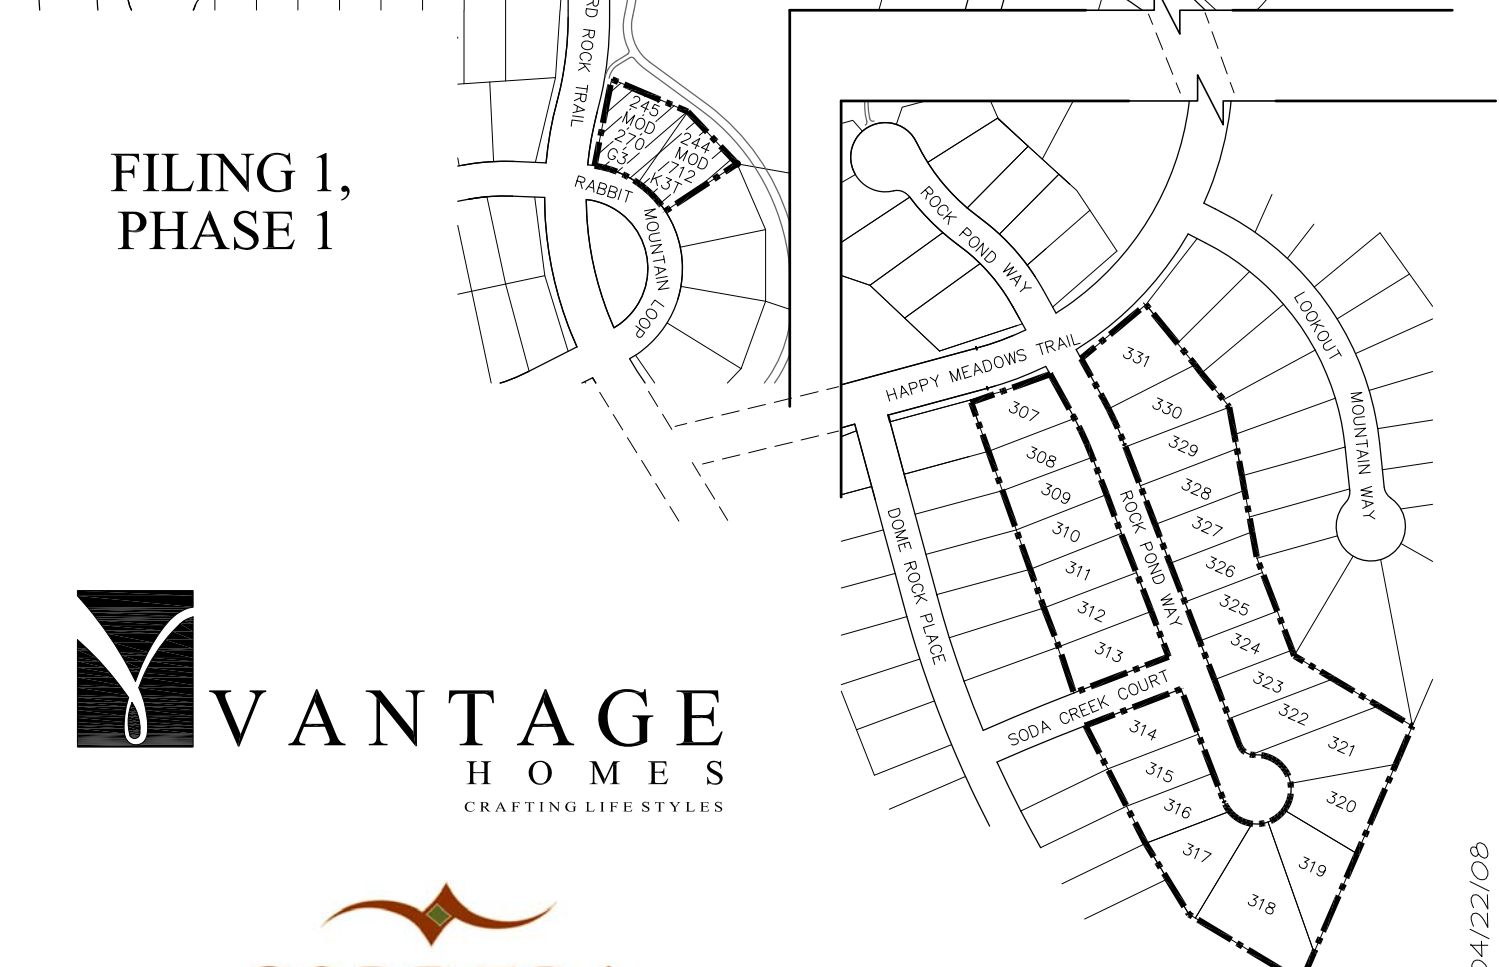 FILING 1,
PHASE 1
RD ROCK TRAIL
245
MOD
270
G3
244
MOD
712
K3T
RABBIT MOUNTAIN LOOP
ROCK POND WAY
HAPPY MEADOWS TRAIL
LOOKOUT MOUNTAIN WAY
DOME ROCK PLACE
ROCK POND WAY
SODA CREEK COURT
307
308
309
310
311
312
313
314
315
316
317
318
319
320
321
322
323
324
325
326
327
328
329
330
331
VANTAGE
HOMES
CRAFTING LIFE STYLES
04/22/08